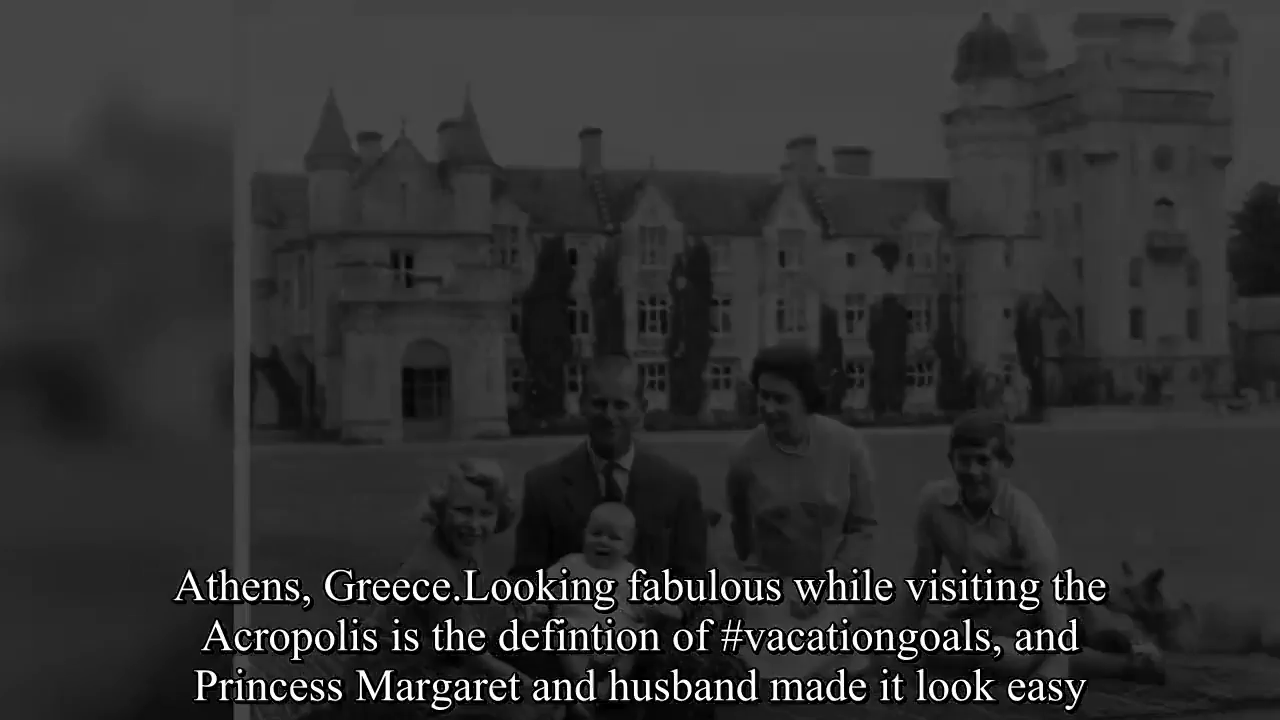 Athens, Greece.Looking fabulous while visiting the
Acropolis is the defintion of #vacationgoals, and
Princess Margaret and husband made it look easy